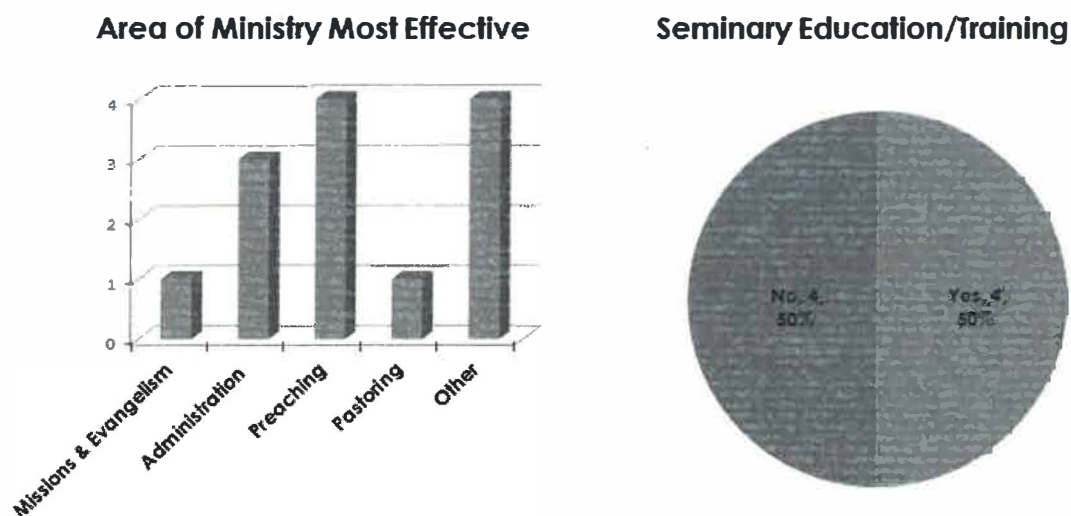 Area of Ministry Most Effective
4
3
2
1
0
Missions & Evangelism
Administration
Preaching
Pastoring
Other
Seminary Education/Training
No, 4,
50%
Yes, 4,
50%